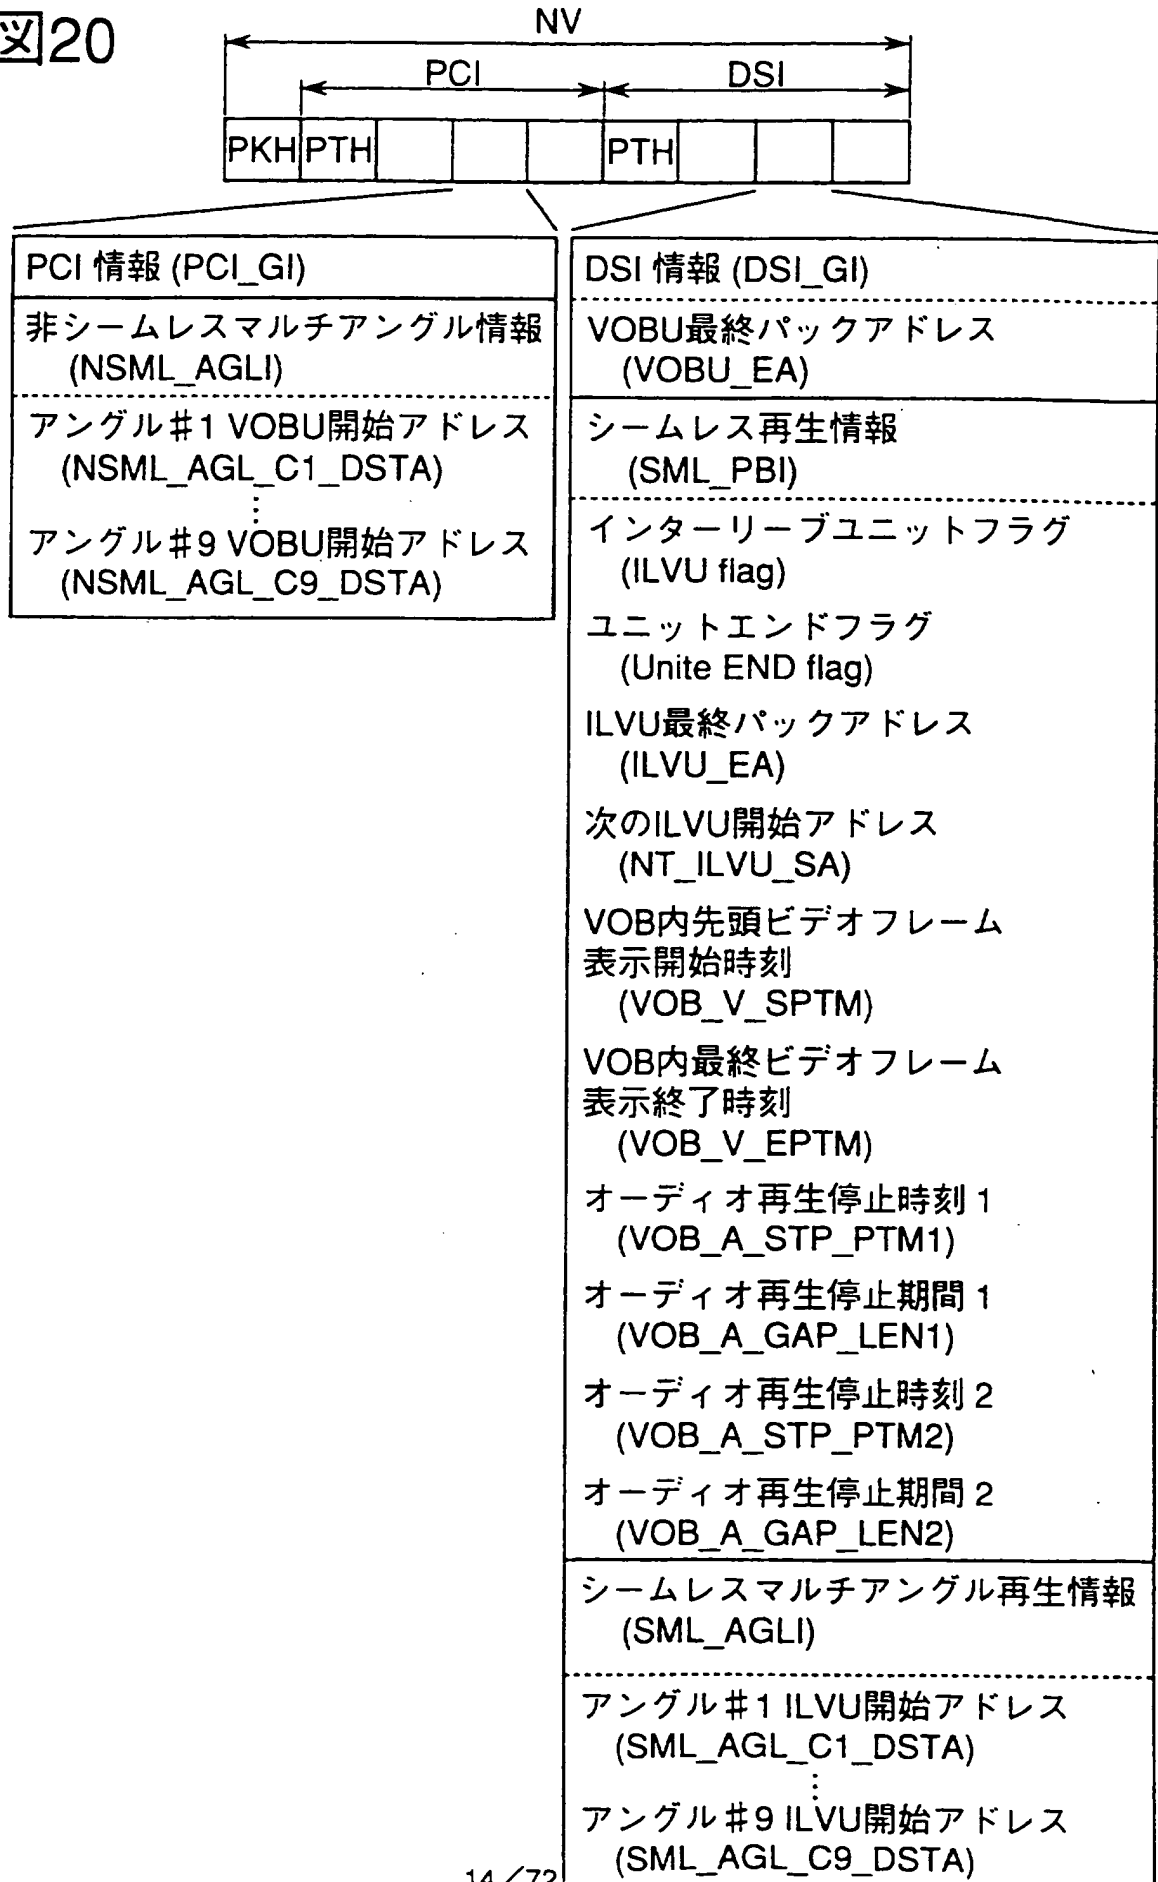 図20
NV
PCI
DSI
PKH
PTH
PTH
PCI 情報 (PCI_GI)
非シームレスマルチアングル情報
(NSML_AGLI)
アングル#1 VOBU開始アドレス
(NSML_AGL_C1_DSTA)
アングル#9 VOBU開始アドレス
(NSML_AGL_C9_DSTA)
DSI 情報 (DSI_GI)
VOBU最終パックアドレス
(VOBU_EA)
シームレス再生情報
(SML_PBI)
インターリーブユニットフラグ
(ILVU flag)
ユニットエンドフラグ
(Unite END flag)
ILVU最終パックアドレス
(ILVU_EA)
次のILVU開始アドレス
(NT_ILVU_SA)
VOB内先頭ビデオフレーム
表示開始時刻
(VOB_V_SPTM)
VOB内最終ビデオフレーム
表示終了時刻
(VOB_V_EPTM)
オーディオ再生停止時刻 1
(VOB_A_STP_PTM1)
オーディオ再生停止期間 1
(VOB_A_GAP_LEN1)
オーディオ再生停止時刻 2
(VOB_A_STP_PTM2)
オーディオ再生停止期間 2
(VOB_A_GAP_LEN2)
シームレスマルチアングル再生情報
(SML_AGLI)
アングル#1 ILVU開始アドレス
(SML_AGL_C1_DSTA)
アングル#9 ILVU開始アドレス
(SML_AGL_C9_DSTA)
14/72